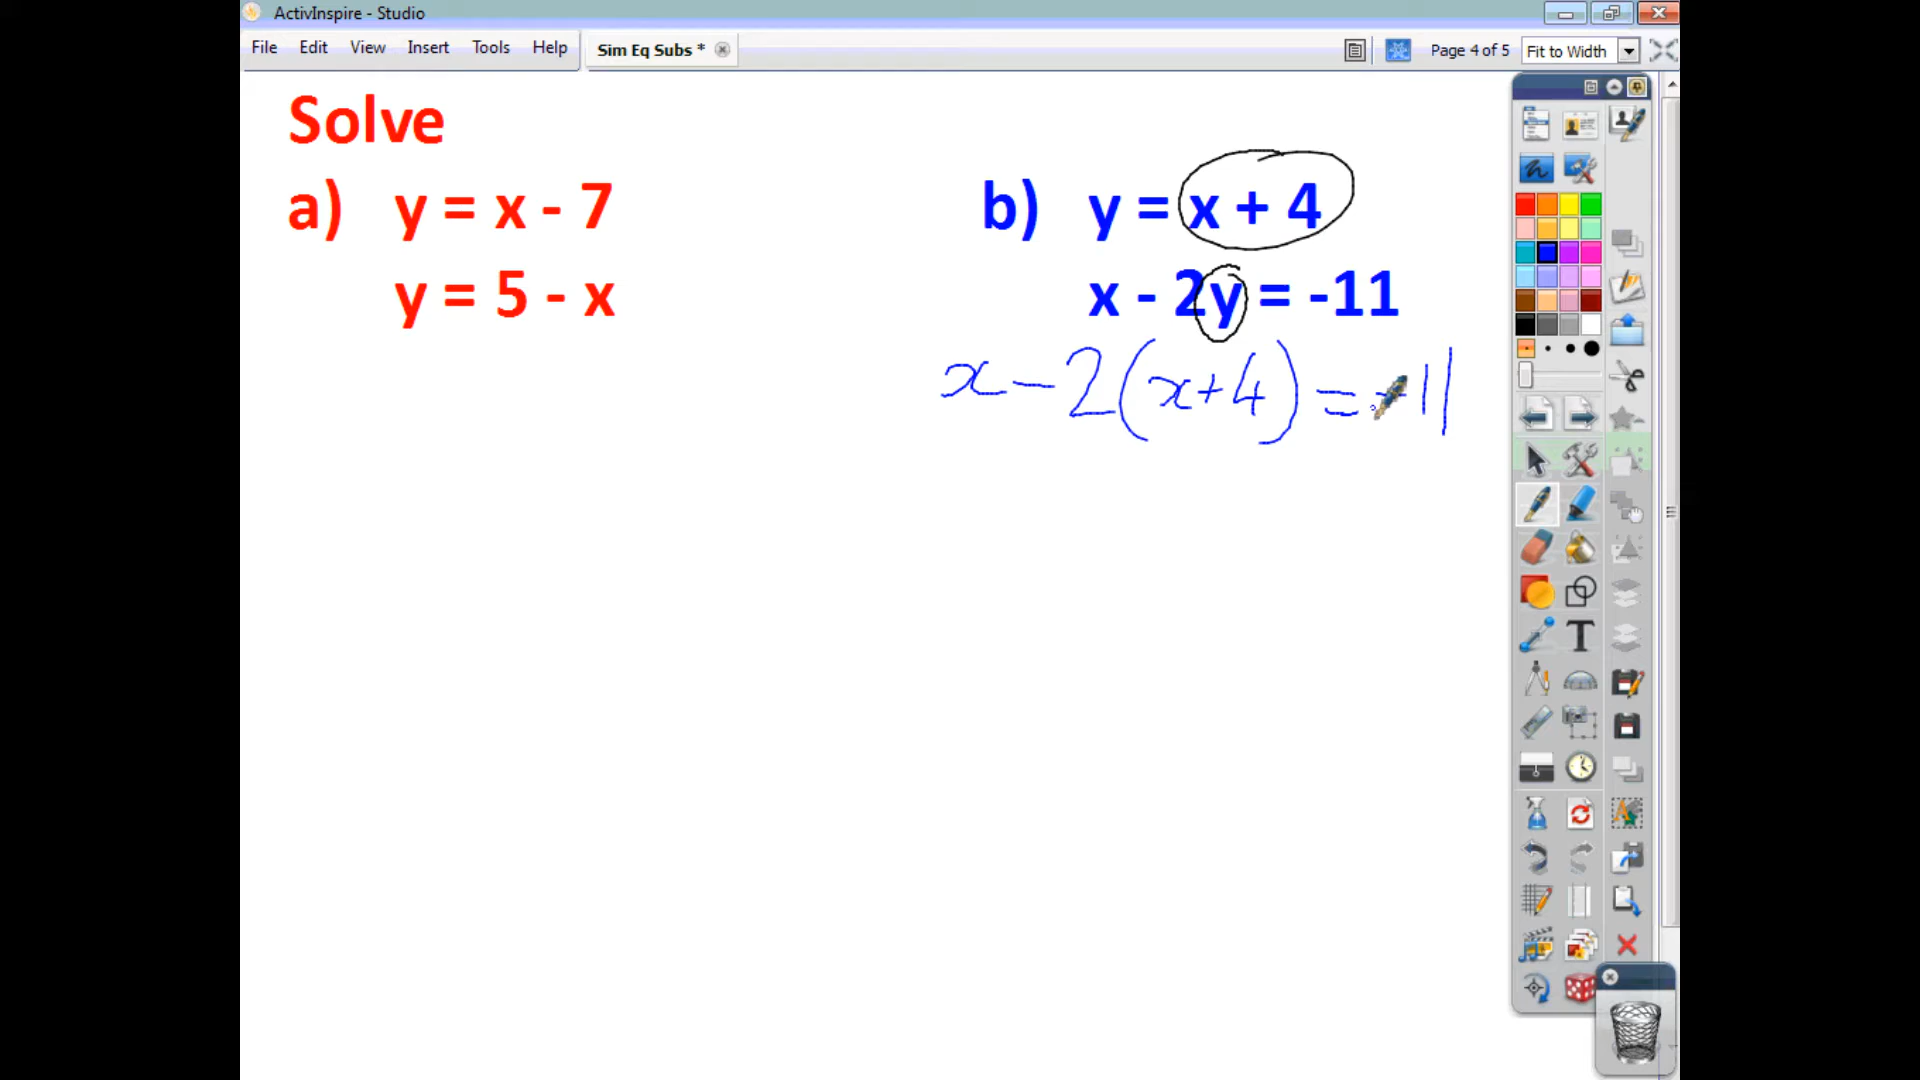 ActivInspire - Studio
File Edit View Insert Tools Help
Sim Eq Subs *
Page 4 of 5
Fit to Width
Solve
a) y = x - 7
y = 5 - x
b) y = x + 4
x - 2y = -11
x - 2(x+4) = -11